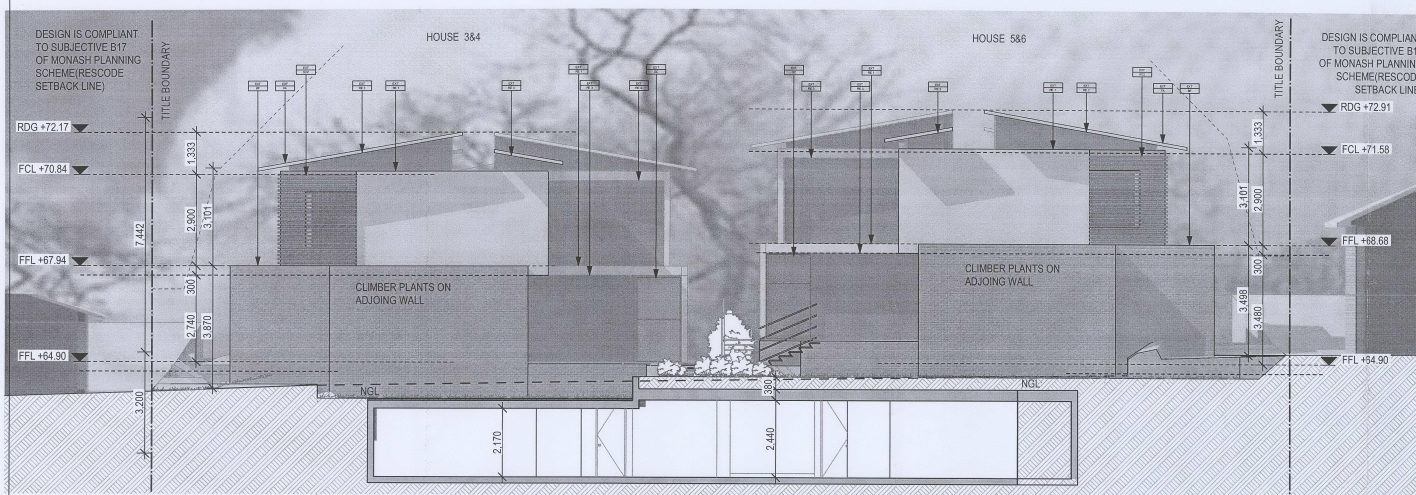 DESIGN IS COMPLIANT
TO SUBJECTIVE B17
OF MONASH PLANNING
SCHEME(RESCODE
SETBACK LINE)
TITLE BOUNDARY
HOUSE 3&4
HOUSE 5&6
TITLE BOUNDARY
DESIGN IS COMPLIAN
TO SUBJECTIVE B1
OF MONASH PLANNIN
SCHEME(RESCOD
SETBACK LINE
RDG +72.17
FCL +70.84
FFL +67.94
FFL +64.90
7,442
3,200
1,333
2,900
3,101
300
2,740
3,870
CLIMBER PLANTS ON
ADJOING WALL
CLIMBER PLANTS ON
ADJOING WALL
NGL
NGL
2,170
380
2,440
RDG +72.91
FCL +71.58
FFL +68.68
FFL +64.90
1,333
3,101
2,900
300
3,498
3,480